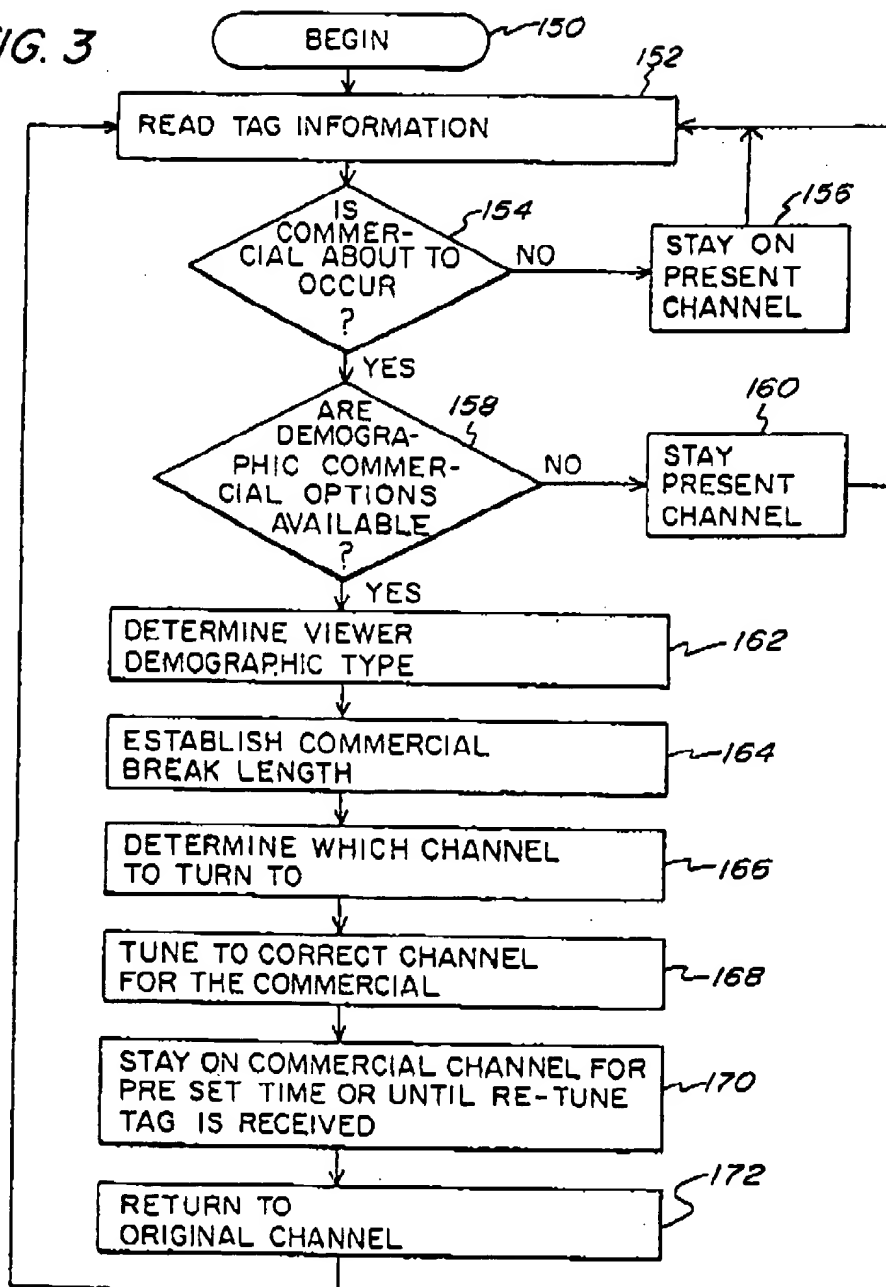 FIG. 3
BEGIN
150
152
READ TAG INFORMATION
IS
COMMER-
CIAL ABOUT TO
OCCUR
?
154
NO
156
STAY ON
PRESENT
CHANNEL
YES
ARE
DEMOGRA-
PHIC COMMER-
CIAL OPTIONS
AVAILABLE
?
158
NO
160
STAY
PRESENT
CHANNEL
YES
DETERMINE VIEWER
DEMOGRAPHIC TYPE
162
ESTABLISH COMMERCIAL
BREAK LENGTH
164
DETERMINE WHICH CHANNEL
TO TURN TO
166
TUNE TO CORRECT CHANNEL
FOR THE COMMERCIAL
168
STAY ON COMMERCIAL CHANNEL FOR
PRE SET TIME OR UNTIL RE-TUNE
TAG IS RECEIVED
170
RETURN TO
ORIGINAL CHANNEL
172